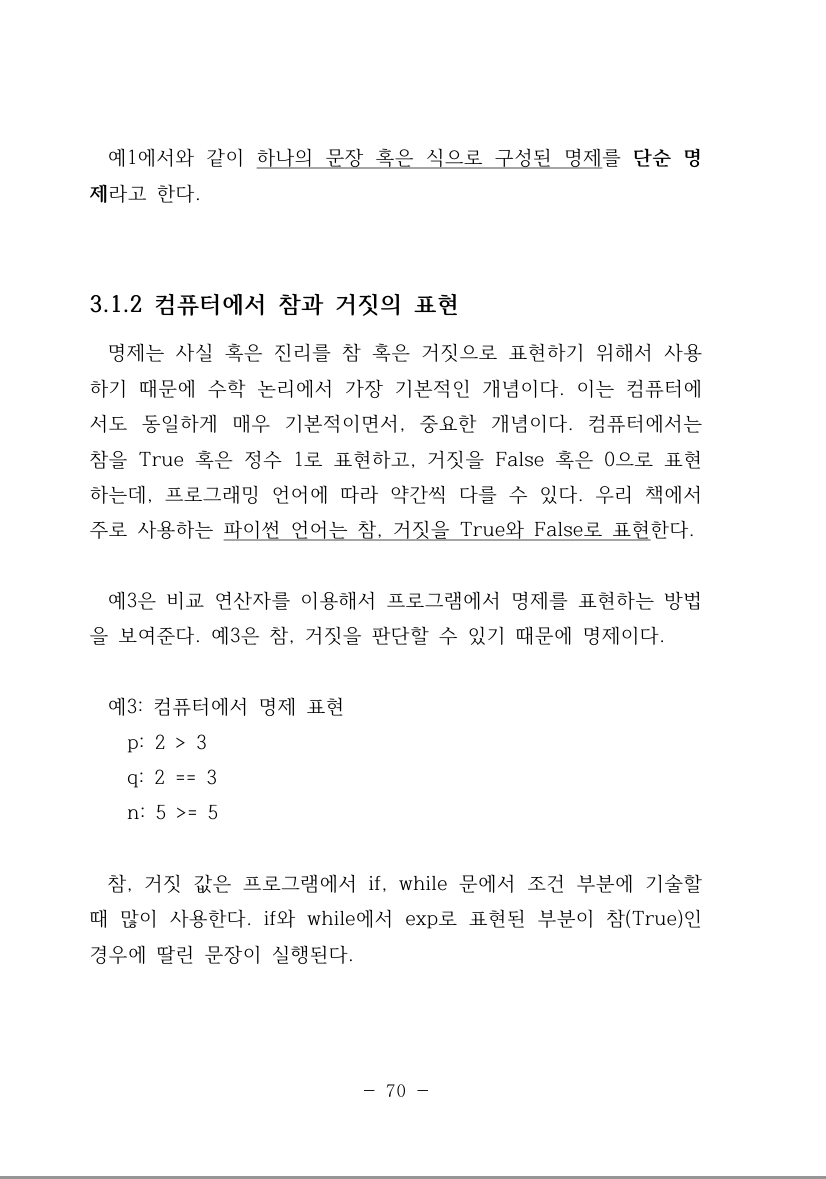 예1에서와 같이 하나의 문장 혹은 식으로 구성된 명제를 단순 명
제라고 한다.
3.1.2 컴퓨터에서 참과 거짓의 표현
명제는 사실 혹은 진리를 참 혹은 거짓으로 표현하기 위해서 사용
하기 때문에 수학 논리에서 가장 기본적인 개념이다. 이는 컴퓨터에
서도 동일하게 매우 기본적이면서, 중요한 개념이다. 컴퓨터에서는
참을 True 혹은 정수 1로 표현하고, 거짓을 False 혹은 0으로 표현
하는데, 프로그래밍 언어에 따라 약간씩 다를 수 있다. 우리 책에서
주로 사용하는 파이썬 언어는 참, 거짓을 True와 False로 표현한다.
예3은 비교 연산자를 이용해서 프로그램에서 명제를 표현하는 방법
을 보여준다. 예3은 참, 거짓을 판단할 수 있기 때문에 명제이다.
예3: 컴퓨터에서 명제 표현
p: 2 > 3
q: 2 == 3
n: 5 >= 5
참, 거짓 값은 프로그램에서 if, while 문에서 조건 부분에 기술할
때 많이 사용한다. if와 while에서 exp로 표현된 부분이 참(True)인
경우에 딸린 문장이 실행된다.
- 70 -